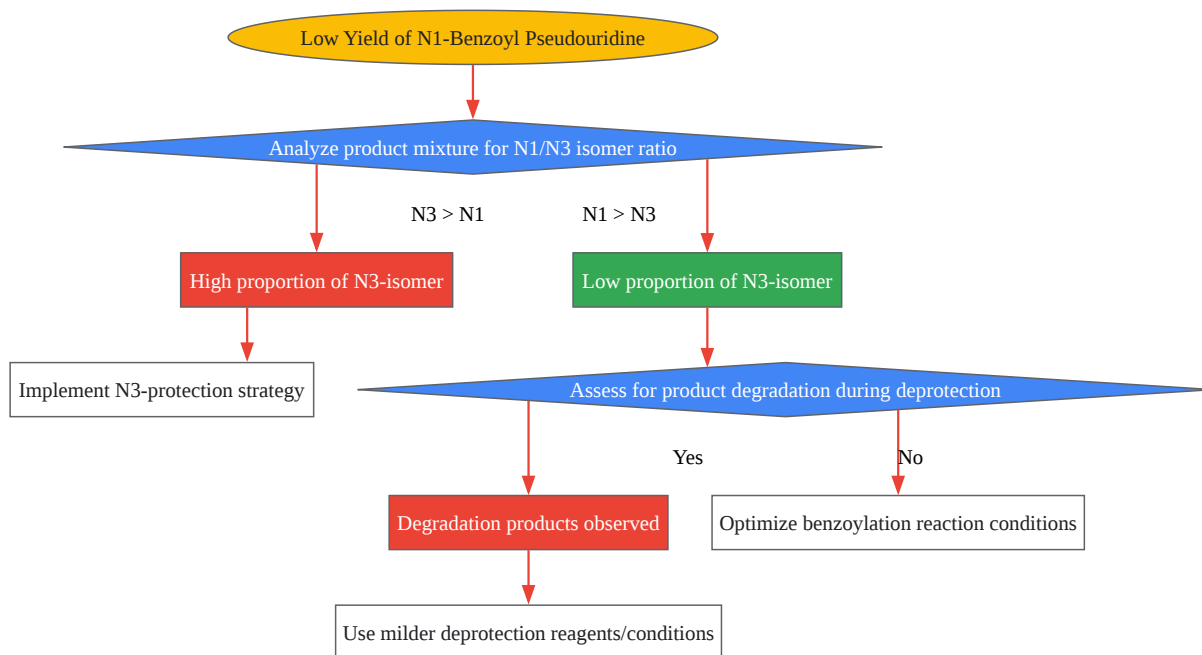 Low Yield of N1-Benzoyl Pseudouridine
Analyze product mixture for N1/N3 isomer ratio
N3 > N1
N1 > N3
High proportion of N3-isomer
Low proportion of N3-isomer
Implement N3-protection strategy
Assess for product degradation during deprotection
Yes
No
Degradation products observed
Optimize benzoylation reaction conditions
Use milder deprotection reagents/conditions